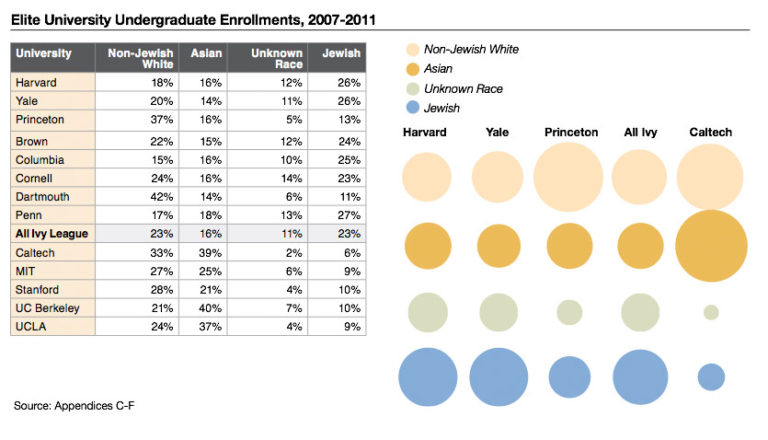 Elite University Undergraduate Enrollments, 2007-2011
University Non-Jewish White Asian Unknown Race Jewish
Harvard 18% 16% 12% 26%
Yale 20% 14% 11% 26%
Princeton 37% 16% 5% 13%
Brown 22% 15% 12% 24%
Columbia 15% 16% 10% 25%
Cornell 24% 16% 14% 23%
Dartmouth 42% 14% 6% 11%
Penn 17% 18% 13% 27%
All Ivy League 23% 16% 11% 23%
Caltech 33% 39% 2% 6%
MIT 27% 25% 6% 9%
Stanford 28% 21% 4% 10%
UC Berkeley 21% 40% 7% 10%
UCLA 24% 37% 4% 9%
Non-Jewish White
Asian
Unknown Race
Jewish
Harvard Yale Princeton All Ivy Caltech
Source: Appendices C-F